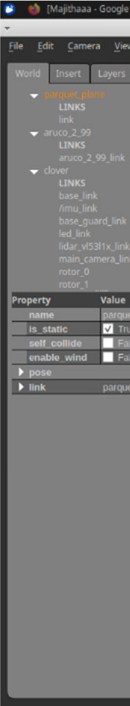 [Majithaaa - Google
File Edit Camera View
World Insert Layers
parquet_plane
LINKS
link
aruco_2_99
LINKS
aruco_2_99_link
clover
LINKS
base_link
/imu_link
base_guard_link
led_link
lidar_vl53l1x_link
main_camera_lin
rotor_0
rotor_1
Property Value
name parque
is_static Tru
self_collide Fa
enable_wind Fa
pose
link parque